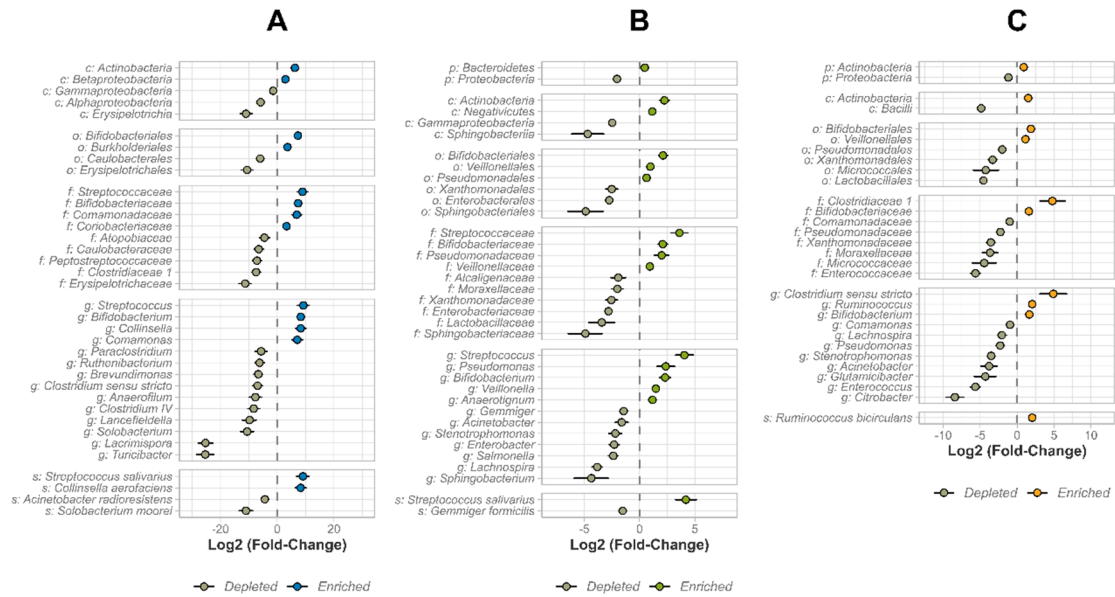 A
c: Actinobacteria
c: Betaproteobacteria
c: Gammaproteobacteria
c: Alphaproteobacteria
c: Erysipelotrichia
o: Bifidobacteriales
o: Burkholderiales
o: Caulobacterales
o: Erysipelotrichales
f: Streptococcaceae
f: Bifidobacteriaceae
f: Comamonadaceae
f: Coriobacteriaceae
f: Atopobiaceae
f: Caulobacteraceae
f: Peptostreptococcaceae
f: Clostridiaceae 1
f: Erysipelotrichaceae
g: Streptococcus
g: Bifidobacterium
g: Collinsella
g: Comamonas
g: Paraclostridium
g: Ruthenibacterium
g: Brevundimonas
g: Clostridium sensu stricto
g: Anaerofilum
g: Clostridium IV
g: Lancefieldella
g: Solobacterium
g: Lacrimispora
g: Turicibacter
s: Streptococcus salivarius
s: Collinsella aerofaciens
s: Acinetobacter radioresistens
s: Solobacterium moorei
-20 0 20
Log2 (Fold-Change)
Depleted Enriched
B
p: Bacteroidetes
p: Proteobacteria
c: Actinobacteria
c: Negativicutes
c: Gammaproteobacteria
c: Sphingobacteriia
o: Bifidobacteriales
o: Veillonellales
o: Pseudomonadales
o: Xanthomonadales
o: Enterobacterales
o: Sphingobacteriales
f: Streptococcaceae
f: Bifidobacteriaceae
f: Pseudomonadaceae
f: Veillonellaceae
f: Alcaligenaceae
f: Moraxellaceae
f: Xanthomonadaceae
f: Enterobacteriaceae
f: Lactobacillaceae
f: Sphingobacteriaceae
g: Streptococcus
g: Pseudomonas
g: Bifidobacterium
g: Veillonella
g: Anaerotignum
g: Gemmiger
g: Acinetobacter
g: Stenotrophomonas
g: Enterobacter
g: Salmonella
g: Lachnospira
g: Sphingobacterium
s: Streptococcus salivarius
s: Gemmiger formicilis
-5 0 5
Log2 (Fold-Change)
Depleted Enriched
C
p: Actinobacteria
p: Proteobacteria
c: Actinobacteria
c: Bacilli
o: Bifidobacteriales
o: Veillonellales
o: Pseudomonadales
o: Xanthomonadales
o: Micrococcales
o: Lactobacillales
f: Clostridiaceae 1
f: Bifidobacteriaceae
f: Comamonadaceae
f: Pseudomonadaceae
f: Xanthomonadaceae
f: Moraxellaceae
f: Micrococcaceae
f: Enterococcaceae
g: Clostridium sensu stricto
g: Ruminococcus
g: Bifidobacterium
g: Comamonas
g: Lachnospira
g: Pseudomonas
g: Stenotrophomonas
g: Acinetobacter
g: Glutamicibacter
g: Enterococcus
g: Citrobacter
s: Ruminococcus bicirculans
-10 -5 0 5 10
Log2 (Fold-Change)
Depleted Enriched